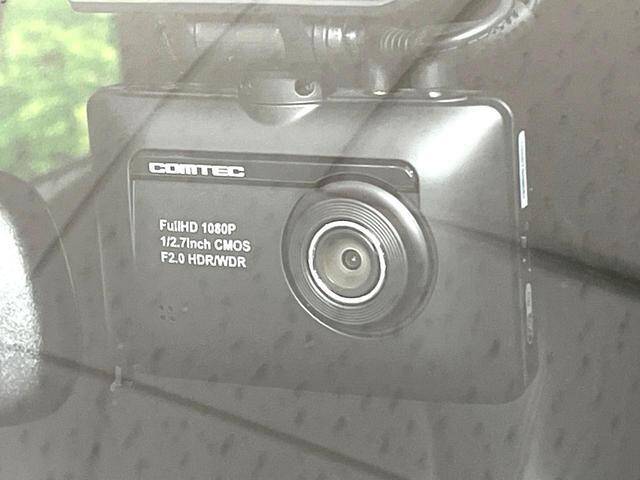 COMTEC
FullHD 1080P
1/2.7Inch CMOS
F2.0 HDR/WDR